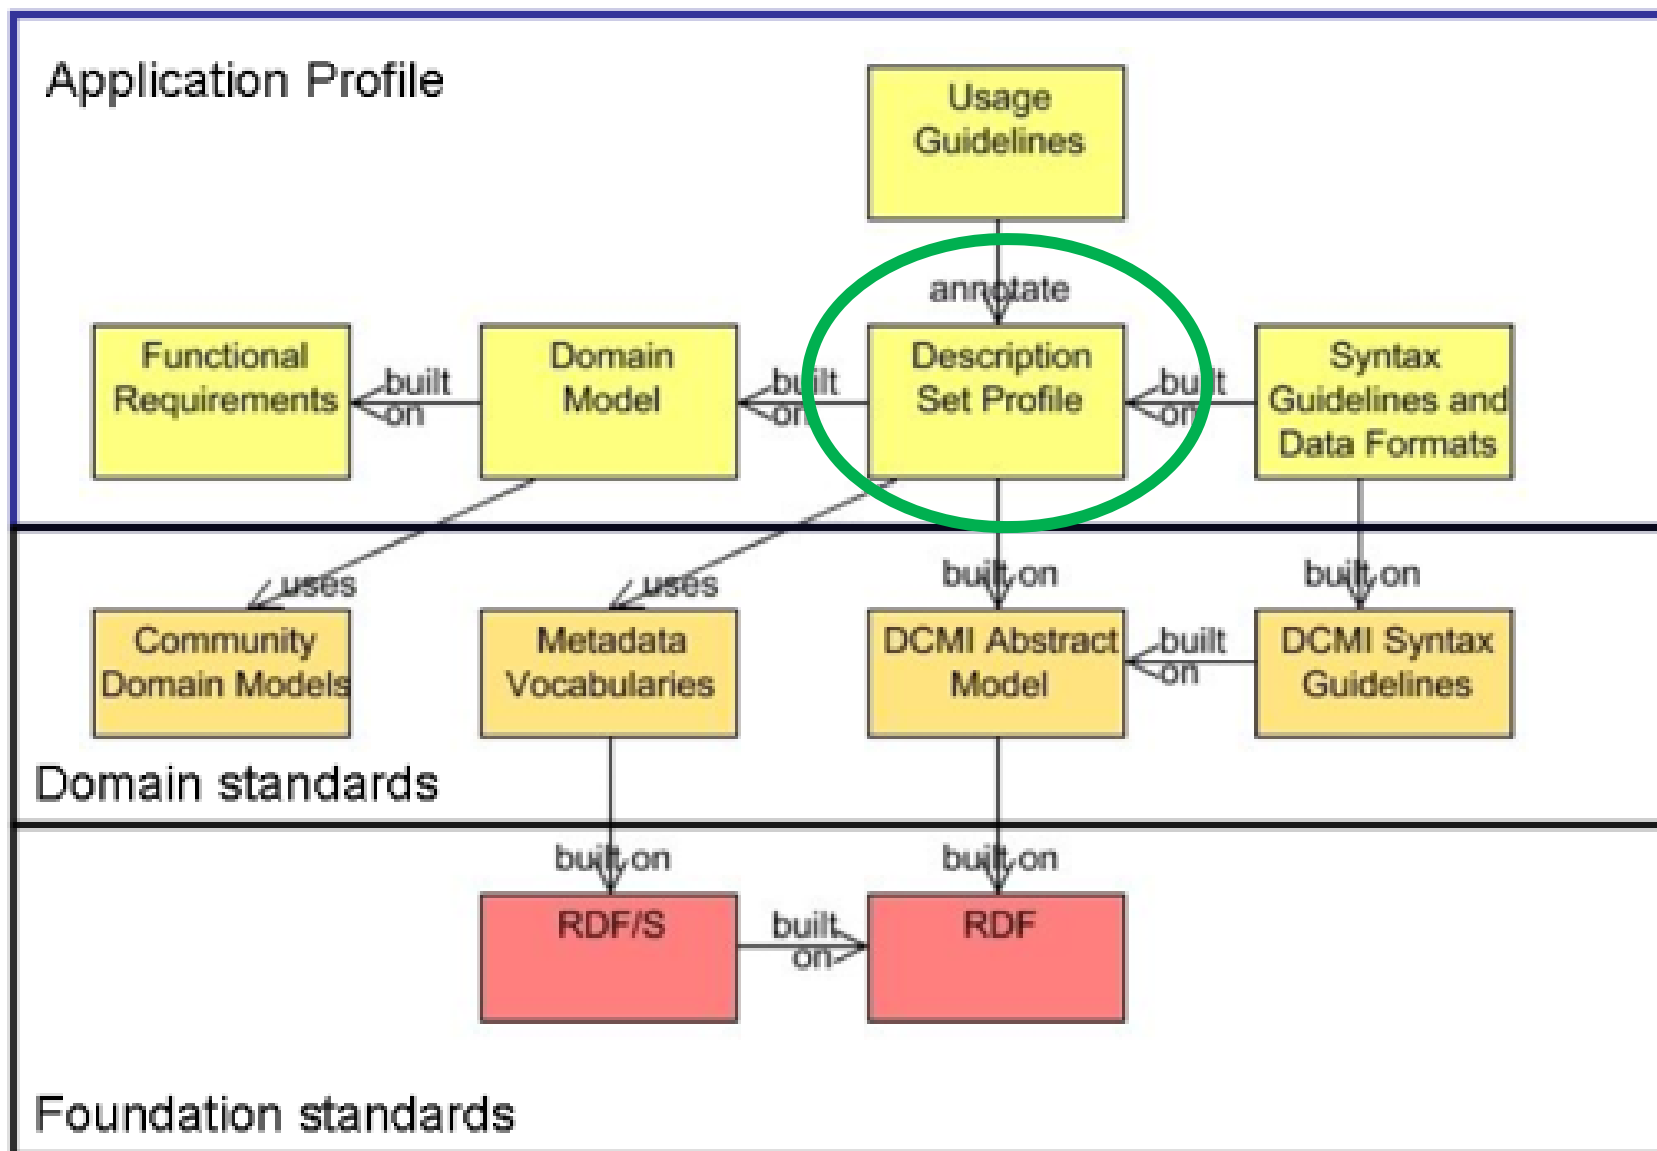 Application Profile
Usage
Guidelines
annotate
Functional
Requirements
built
on
Domain
Model
built
on
Description
Set Profile
built
on
Syntax
Guidelines and
Data Formats
uses
uses
built on
built on
Community
Domain Models
Metadata
Vocabularies
DCMI Abstract
Model
built
on
DCMI Syntax
Guidelines
Domain standards
built on
built on
RDF/S
built
on
RDF
Foundation standards